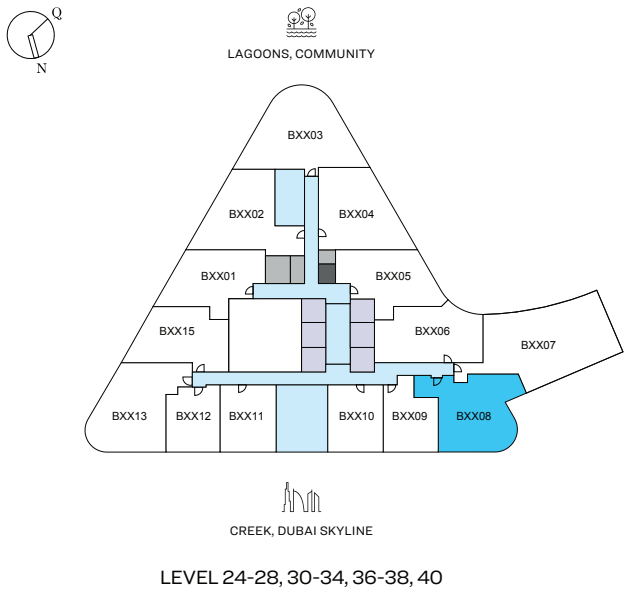 Q
N
LAGOONS, COMMUNITY
BXX03
BXX02
BXX04
BXX01
BXX05
BXX15
BXX06
BXX07
BXX13
BXX12
BXX11
BXX10
BXX09
BXX08
CREEK, DUBAI SKYLINE
LEVEL 24-28, 30-34, 36-38, 40